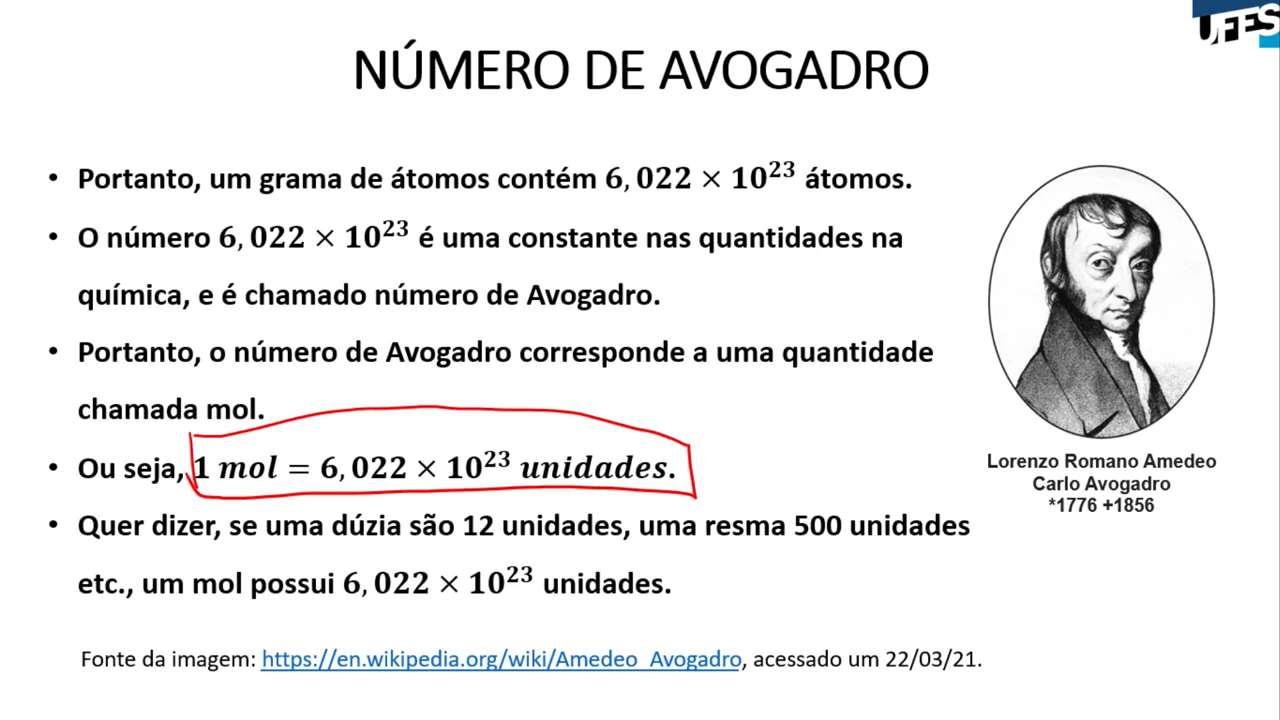 UFES
NÚMERO DE AVOGADRO
• Portanto, um grama de átomos contém 6,022 × 10²³ átomos.
• O número 6,022 × 10²³ é uma constante nas quantidades na
química, e é chamado número de Avogadro.
• Portanto, o número de Avogadro corresponde a uma quantidade
chamada mol.
• Ou seja, 1 mol = 6,022 × 10²³ unidades.
• Quer dizer, se uma dúzia são 12 unidades, uma resma 500 unidades
etc., um mol possui 6,022 × 10²³ unidades.
Lorenzo Romano Amedeo
Carlo Avogadro
*1776 +1856
Fonte da imagem: https://en.wikipedia.org/wiki/Amedeo_Avogadro, acessado um 22/03/21.